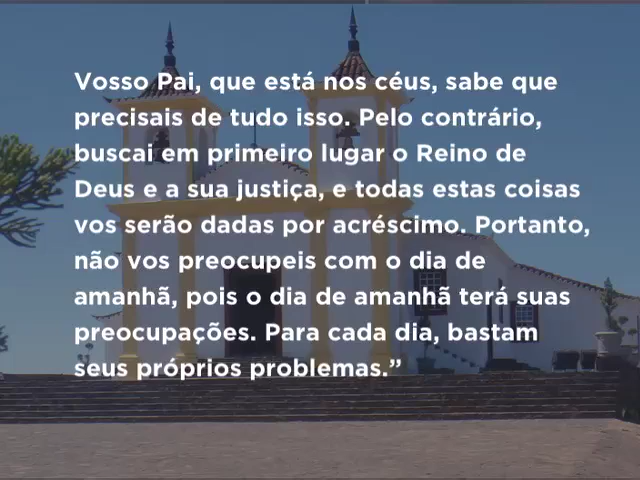 Vosso Pai, que está nos céus, sabe que
precisais de tudo isso. Pelo contrário,
buscai em primeiro lugar o Reino de
Deus e a sua justiça, e todas estas coisas
vos serão dadas por acréscimo. Portanto,
não vos preocupeis com o dia de
amanhã, pois o dia de amanhã terá suas
preocupações. Para cada dia, bastam
seus próprios problemas.”